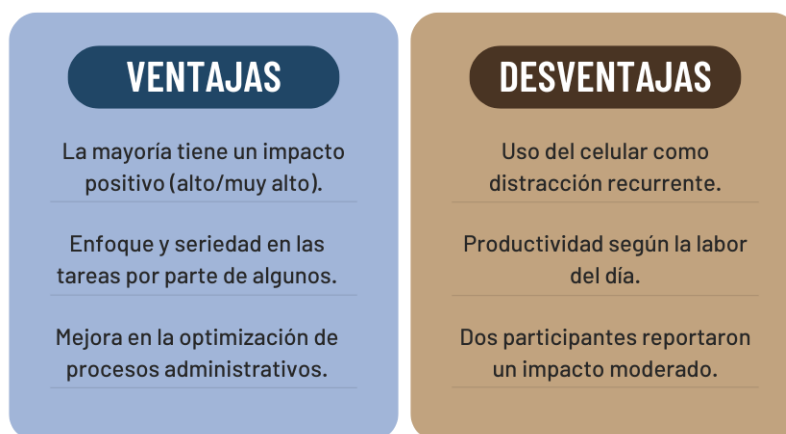 VENTAJAS
La mayoría tiene un impacto
positivo (alto/muy alto).
Enfoque y seriedad en las
tareas por parte de algunos.
Mejora en la optimización de
procesos administrativos.
DESVENTAJAS
Uso del celular como
distracción recurrente.
Productividad según la labor
del día.
Dos participantes reportaron
un impacto moderado.